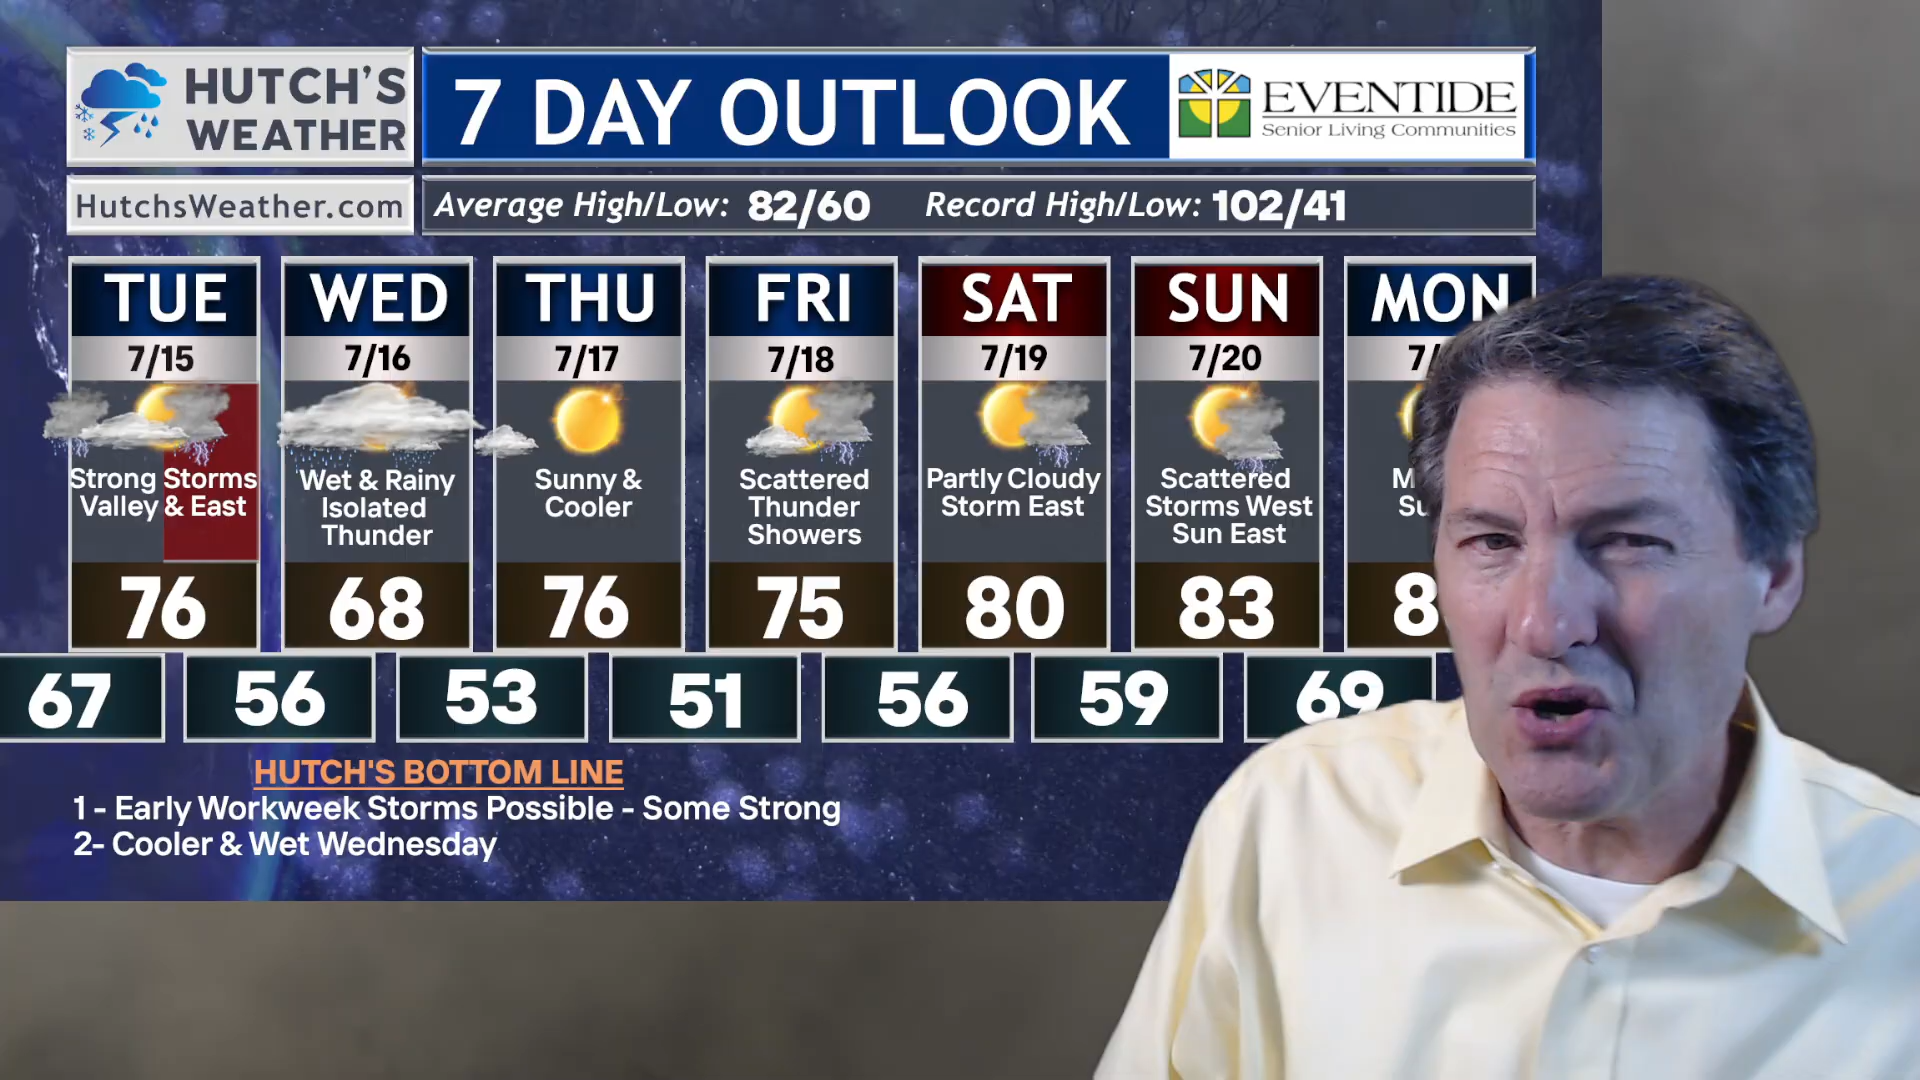 HUTCH'S
WEATHER
HutchsWeather.com
7 DAY OUTLOOK
EVENTIDE
Senior Living Communities
Average High/Low: 82/60 Record High/Low: 102/41
TUE
7/15
Strong Storms
Valley & East
76
WED
7/16
Wet & Rainy
Isolated
Thunder
68
THU
7/17
Sunny &
Cooler
76
FRI
7/18
Scattered
Thunder
Showers
75
SAT
7/19
Partly Cloudy
Storm East
80
SUN
7/20
Scattered
Storms West
Sun East
83
MON
67 56 53 51 56 59 69
HUTCH'S BOTTOM LINE
1 - Early Workweek Storms Possible - Some Strong
2- Cooler & Wet Wednesday